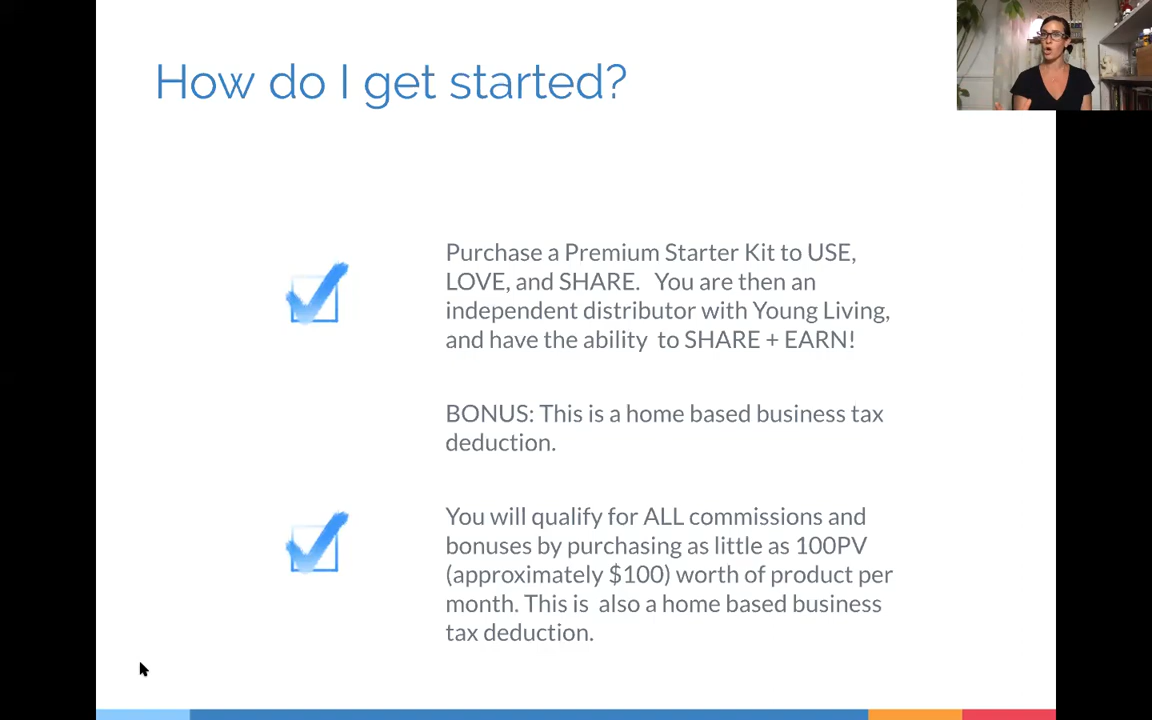 How do I get started?
Purchase a Premium Starter Kit to USE,
LOVE, and SHARE.   You are then an
independent distributor with Young Living,
and have the ability  to SHARE + EARN!
BONUS: This is a home based business tax
deduction.
You will qualify for ALL commissions and
bonuses by purchasing as little as 100PV
(approximately $100) worth of product per
month. This is  also a home based business
tax deduction.